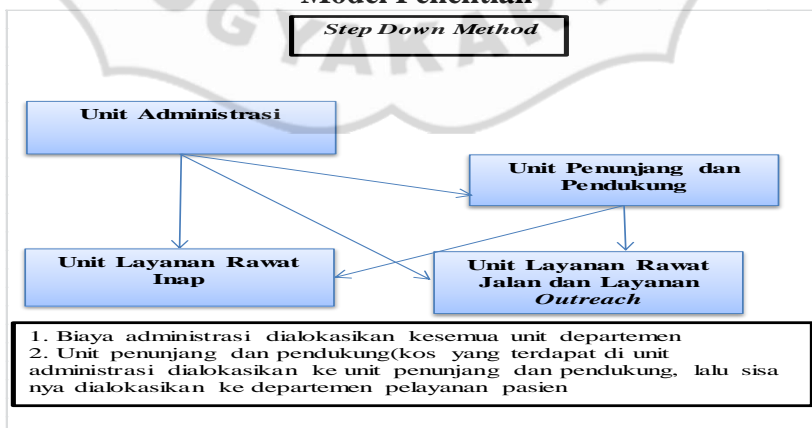 Model Penelitian
Step Down Method
Unit Administrasi
Unit Penunjang dan
Pendukung
Unit Layanan Rawat
Inap
Unit Layanan Rawat
Jalan dan Layanan
Outreach
1. Biaya administrasi dialokasikan kesemua unit departemen
2. Unit penunjang dan pendukung(kos yang terdapat di unit
administrasi dialokasikan ke unit penunjang dan pendukung, lalu sisa
nya dialokasikan ke departemen pelayanan pasien